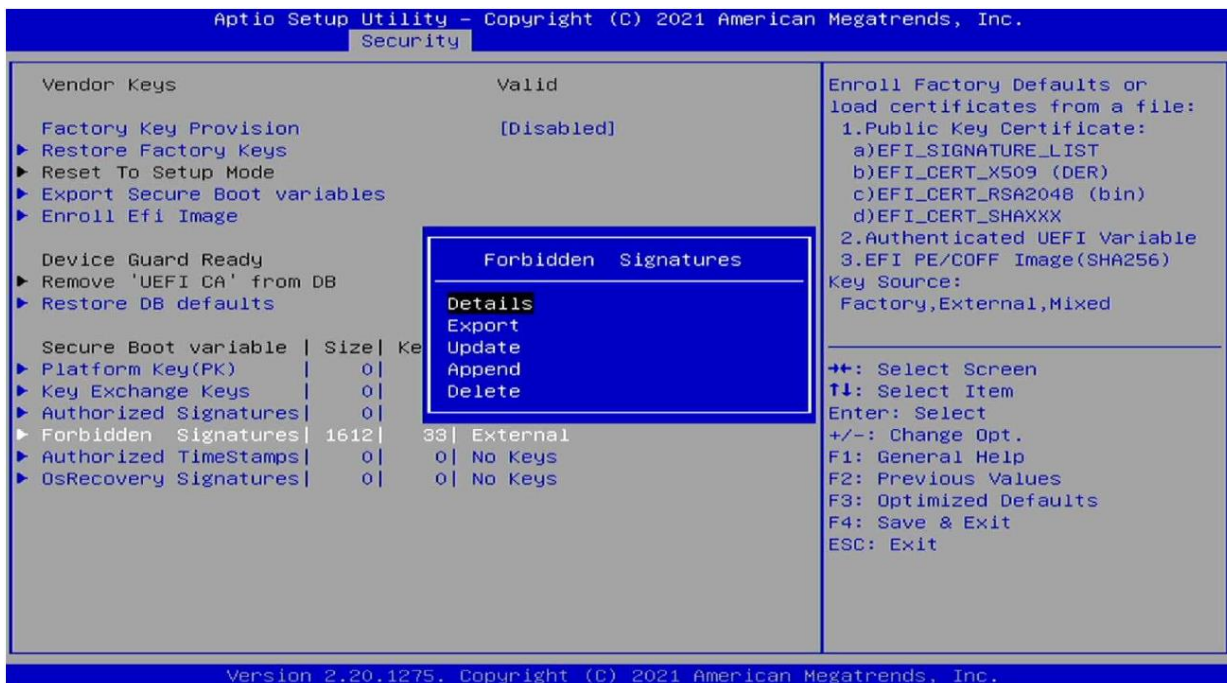 Aptio Setup Utility – Copyright (C) 2021 American Megatrends, Inc.
Security
Vendor Keys Valid
Factory Key Provision [Disabled]
► Restore Factory Keys
► Reset To Setup Mode
► Export Secure Boot variables
► Enroll Efi Image
Device Guard Ready
► Remove 'UEFI CA' from DB
► Restore DB defaults
Secure Boot variable | Size| Ke
► Platform Key(PK) | 0|
► Key Exchange Keys | 0|
► Authorized Signatures| 0|
► Forbidden Signatures| 1612| 33| External
► Authorized TimeStamps| 0| 0| No Keys
► OsRecovery Signatures| 0| 0| No Keys
Forbidden Signatures
Details
Export
Update
Append
Delete
Enroll Factory Defaults or
load certificates from a file:
1.Public Key Certificate:
a)EFI_SIGNATURE_LIST
b)EFI_CERT_X509 (DER)
c)EFI_CERT_RSA2048 (bin)
d)EFI_CERT_SHAXXX
2.Authenticated UEFI Variable
3.EFI PE/COFF Image(SHA256)
Key Source:
Factory,External,Mixed
→←: Select Screen
↑↓: Select Item
Enter: Select
+/-: Change Opt.
F1: General Help
F2: Previous Values
F3: Optimized Defaults
F4: Save & Exit
ESC: Exit
Version 2.20.1275. Copyright (C) 2021 American Megatrends, Inc.